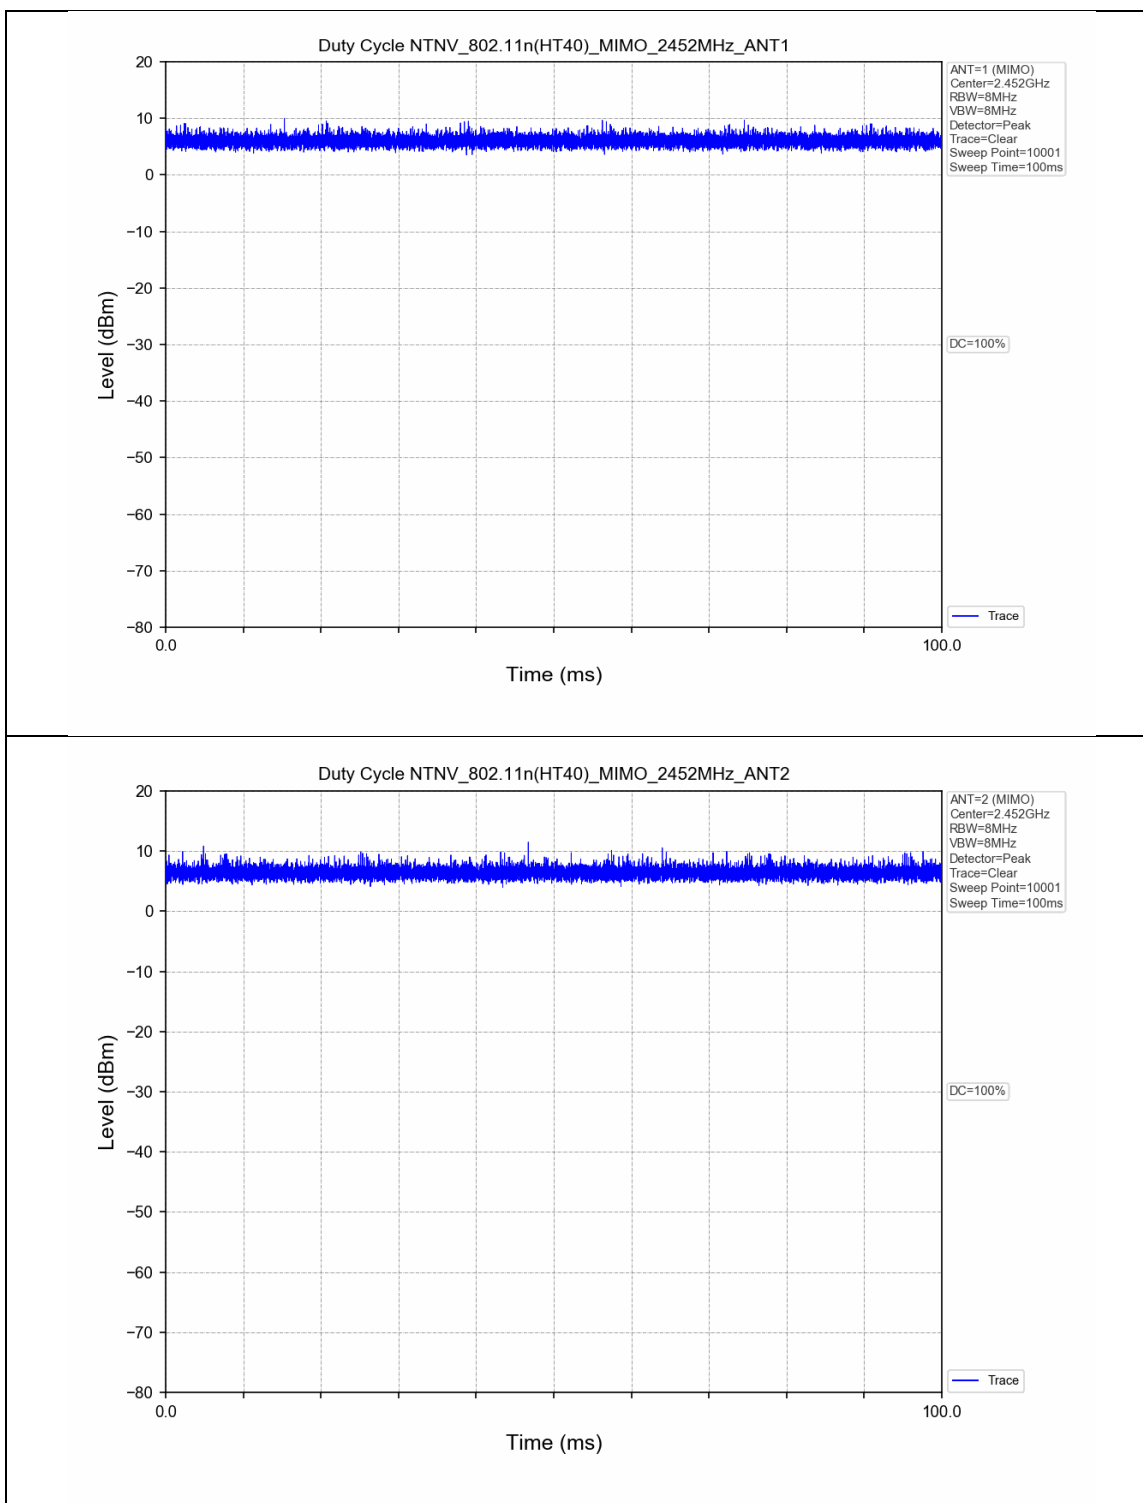 Duty Cycle NTNV_802.11n(HT40)_MIMO_2452MHz_ANT1
20
10
0
−10
−20
−30
−40
−50
−60
−70
−80
Level (dBm)
0.0
100.0
Time (ms)
ANT=1 (MIMO)
Center=2.452GHz
RBW=8MHz
VBW=8MHz
Detector=Peak
Trace=Clear
Sweep Point=10001
Sweep Time=100ms
DC=100%
Trace
Duty Cycle NTNV_802.11n(HT40)_MIMO_2452MHz_ANT2
20
10
0
−10
−20
−30
−40
−50
−60
−70
−80
Level (dBm)
0.0
100.0
Time (ms)
ANT=2 (MIMO)
Center=2.452GHz
RBW=8MHz
VBW=8MHz
Detector=Peak
Trace=Clear
Sweep Point=10001
Sweep Time=100ms
DC=100%
Trace